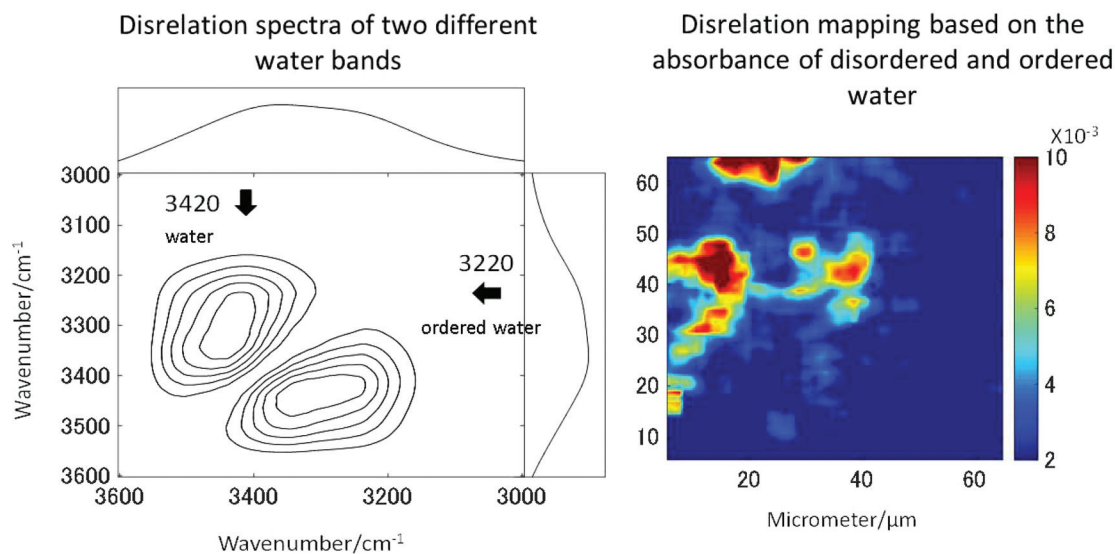 Disrelation spectra of two different
water bands
3000
3100
3200
3300
3400
3500
3600
Wavenumber/cm-1
3420
water
3220
ordered water
3600
3400
3200
3000
Wavenumber/cm-1
Disrelation mapping based on the
absorbance of disordered and ordered
water
60
50
40
30
20
10
20
40
60
Micrometer/μm
X10-3
10
8
6
4
2